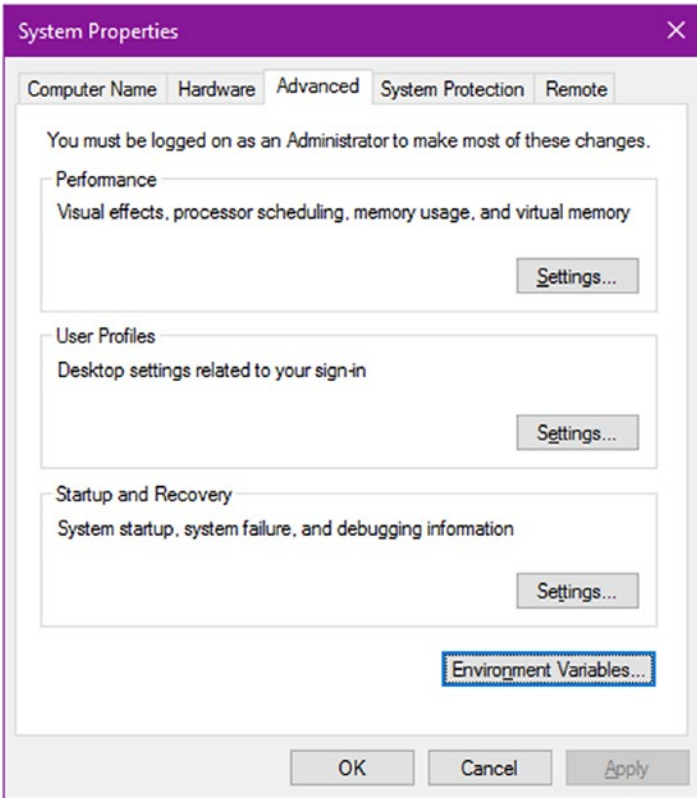 System Properties
Computer Name Hardware Advanced System Protection Remote
You must be logged on as an Administrator to make most of these changes.
Performance
Visual effects, processor scheduling, memory usage, and virtual memory
Settings...
User Profiles
Desktop settings related to your sign-in
Settings...
Startup and Recovery
System startup, system failure, and debugging information
Settings...
Environment Variables...
OK Cancel Apply